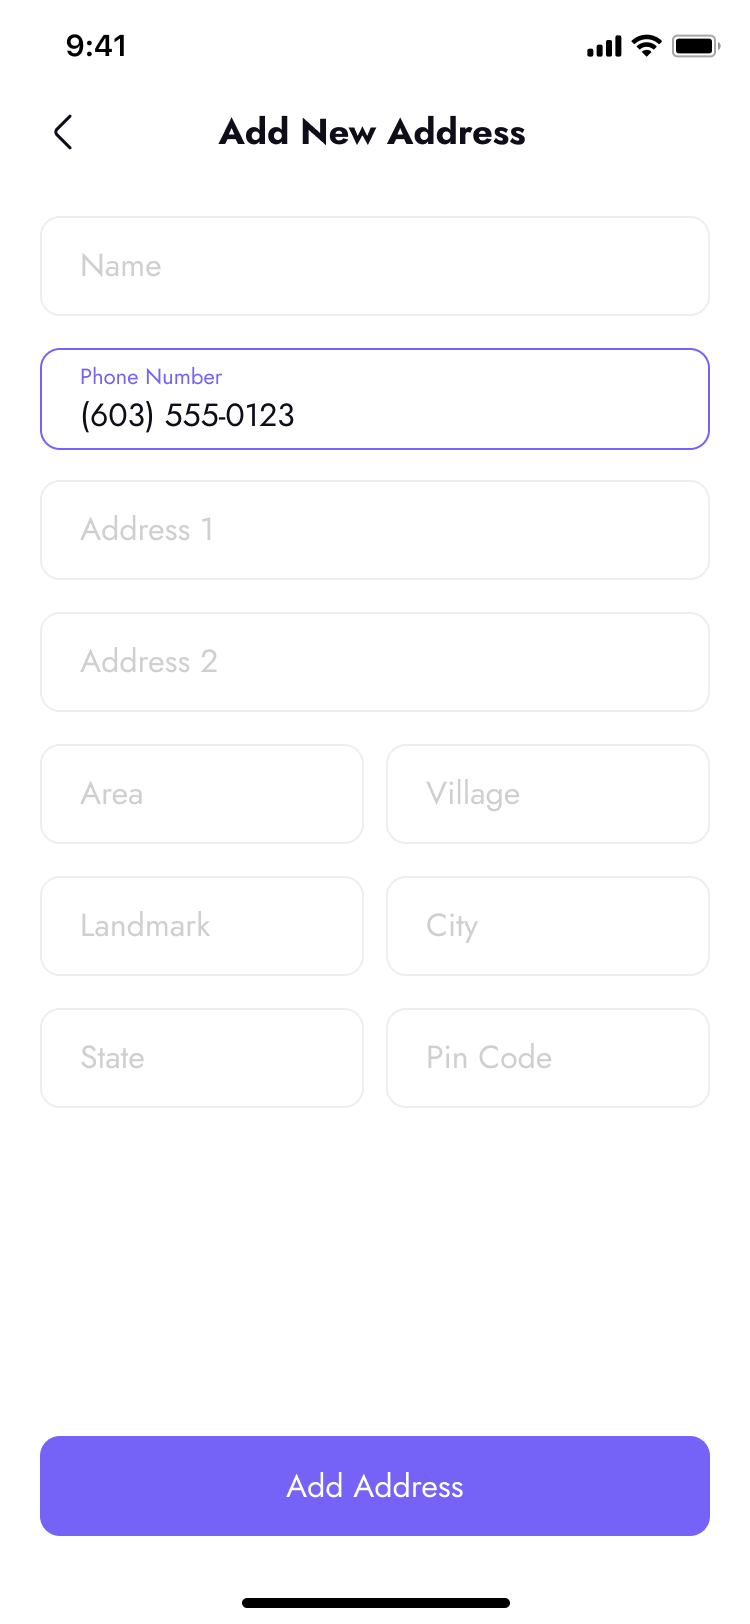 9:41
Add New Address
Name
Phone Number
(603) 555-0123
Address 1
Address 2
Area
Village
Landmark
City
State
Pin Code
Add Address